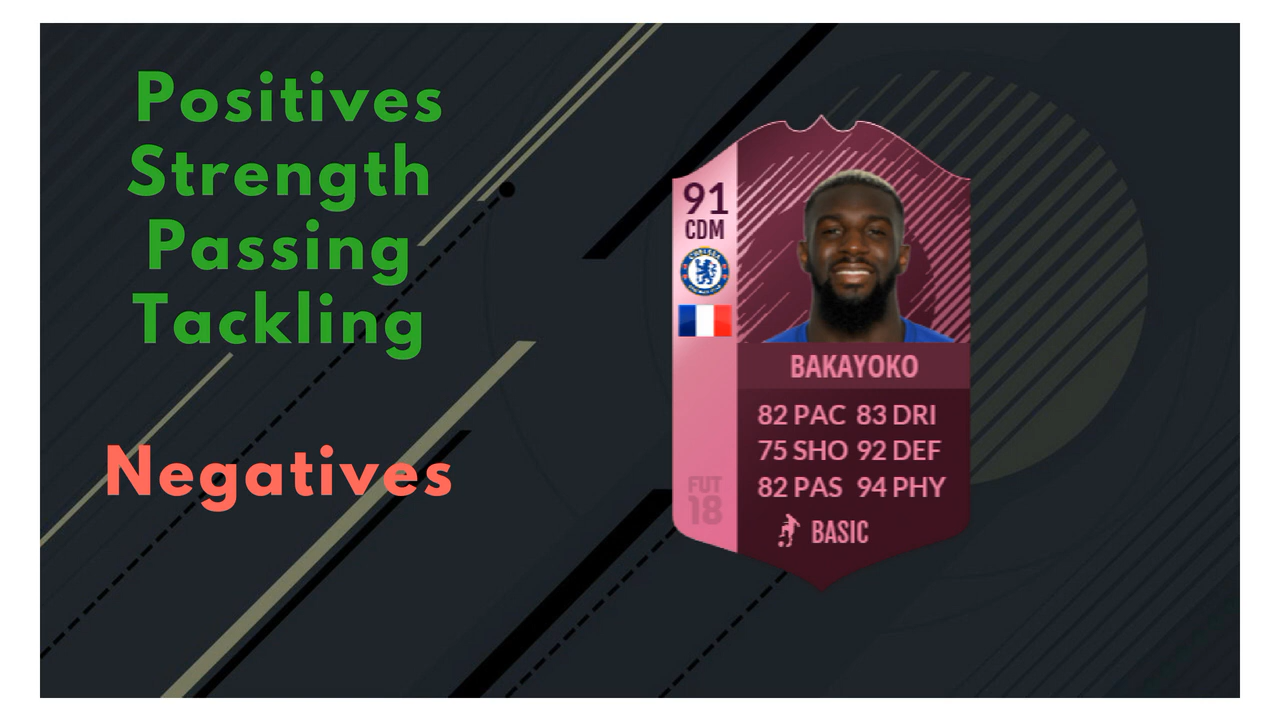 Positives
Strength
Passing
Tackling
Negatives
91
CDM
CHELSEA
BAKAYOKO
82 PAC 83 DRI
75 SHO 92 DEF
82 PAS 94 PHY
FUT
18
BASIC